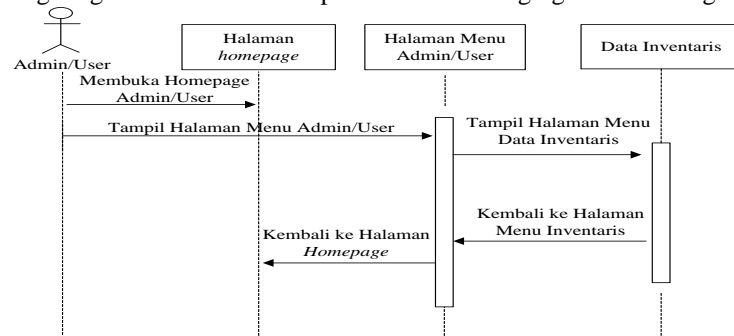 Halaman
homepage
Halaman Menu
Admin/User
Data Inventaris
Admin/User
Membuka Homepage
Admin/User
Tampil Halaman Menu Admin/User
Tampil Halaman Menu
Data Inventaris
Kembali ke Halaman
Menu Inventaris
Kembali ke Halaman
Homepage